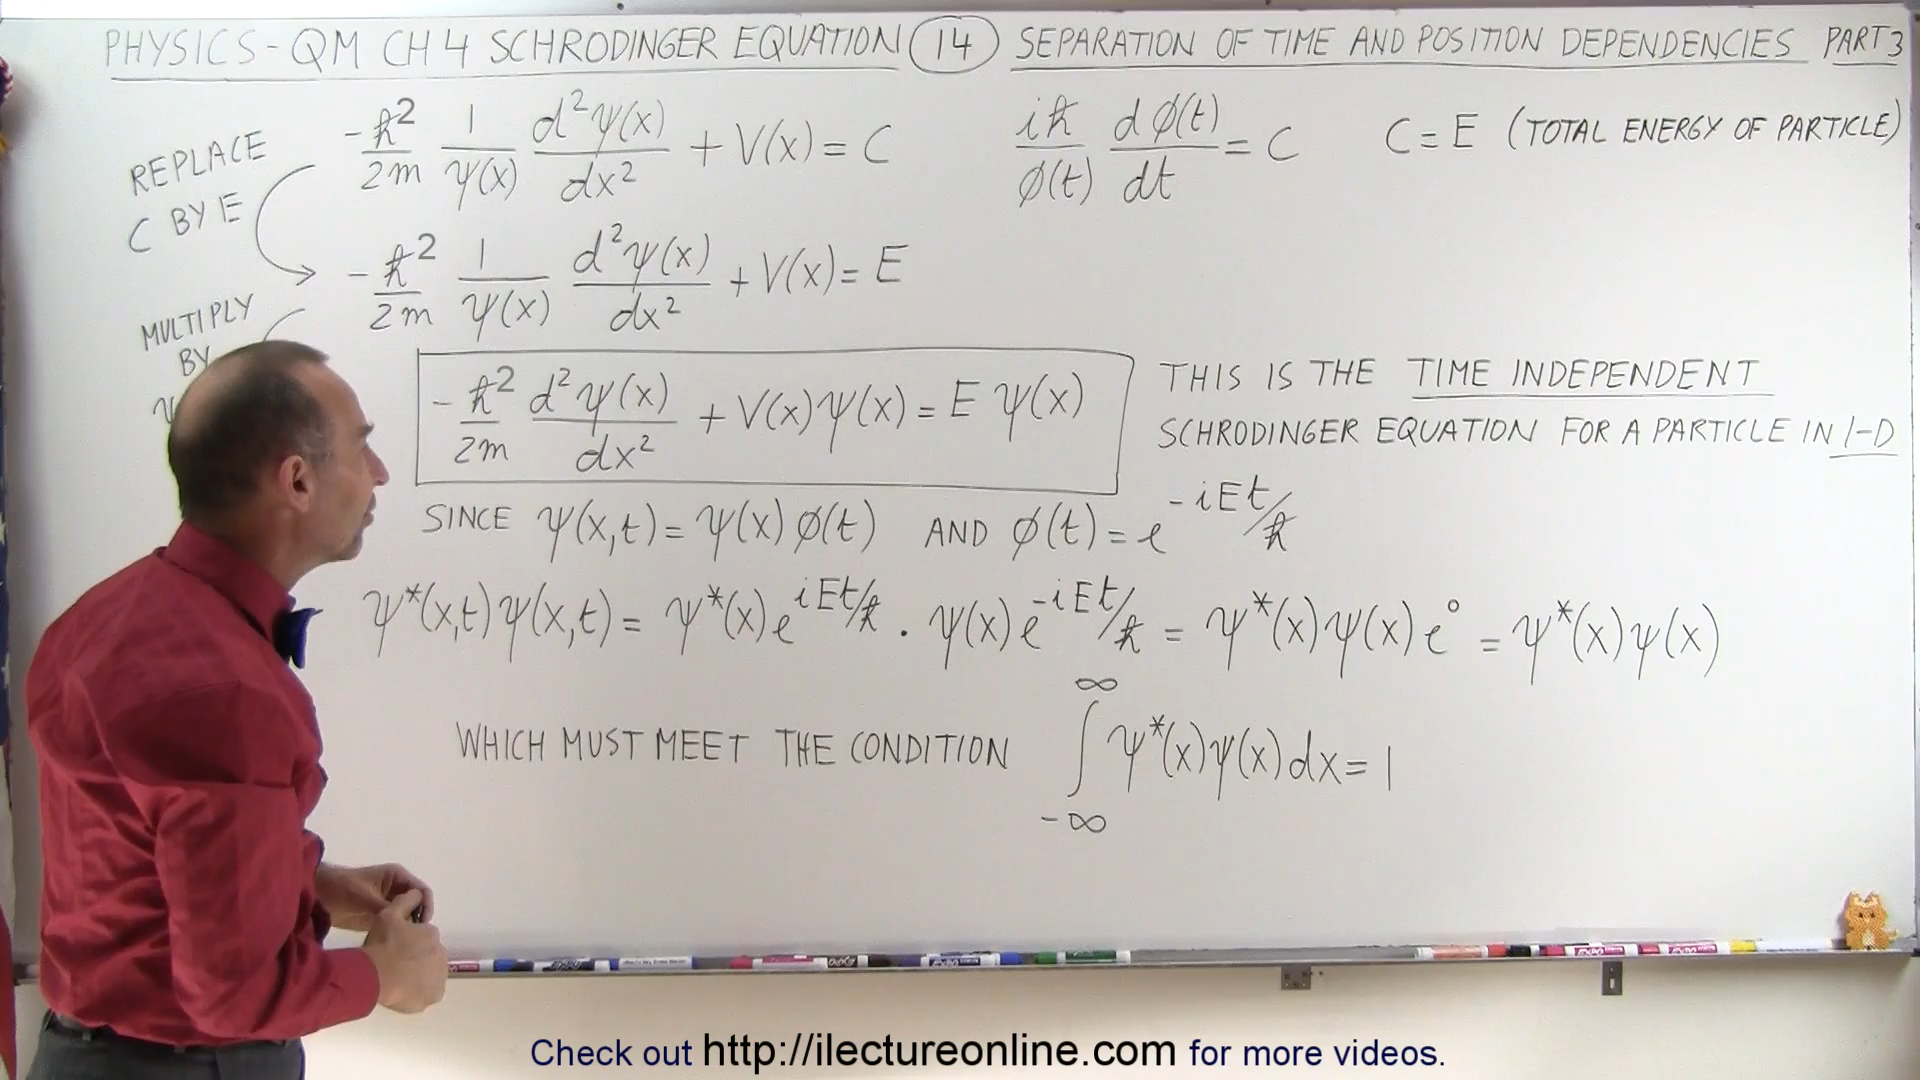 PHYSICS - QM CH 4 SCHRODINGER EQUATION 14 SEPARATION OF TIME AND POSITION DEPENDENCIES PART 3
REPLACE C BY E
-ħ²/2m 1/ψ(x) d²ψ(x)/dx² + V(x) = C
iħ/ϕ(t) dϕ(t)/dt = C
C = E (TOTAL ENERGY OF PARTICLE)
-ħ²/2m 1/ψ(x) d²ψ(x)/dx² + V(x) = E
MULTIPLY
BY
-ħ²/2m d²ψ(x)/dx² + V(x)ψ(x) = E ψ(x)
THIS IS THE TIME INDEPENDENT
SCHRODINGER EQUATION FOR A PARTICLE IN 1-D
SINCE ψ(x,t) = ψ(x) ϕ(t) AND ϕ(t) = e^-iEt/ħ
ψ*(x,t) ψ(x,t) = ψ*(x) e^iEt/ħ · ψ(x) e^-iEt/ħ = ψ*(x) ψ(x) e^0 = ψ*(x) ψ(x)
WHICH MUST MEET THE CONDITION ∫_-∞^∞ ψ*(x) ψ(x) dx = 1
Check out http://ilectureonline.com for more videos.